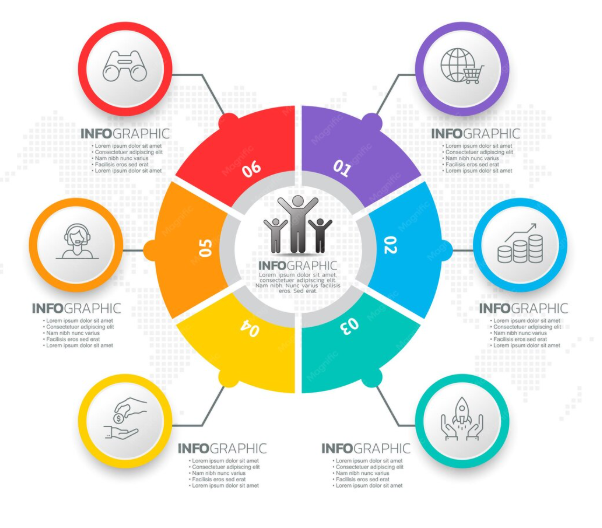 INFOGRAPHIC
• Lorem ipsum dolor sit amet
• Consectetuer adipiscing elit
• Nam nibh nunc varius
• Facilisis eros sed erat
• Lorem ipsum dolor sit amet
INFOGRAPHIC
• Lorem ipsum dolor sit amet
• Consectetuer adipiscing elit
• Nam nibh nunc varius
• Facilisis eros sed erat
• Lorem ipsum dolor sit amet
06
01
05
02
04
03
INFOGRAPHIC
Lorem ipsum dolor sit amet
consectetuer adipiscing elit
Nam nibh nunc varius facilisis
eros. Sed erat
INFOGRAPHIC
• Lorem ipsum dolor sit amet
• Consectetuer adipiscing elit
• Nam nibh nunc varius
• Facilisis eros sed erat
• Lorem ipsum dolor sit amet
INFOGRAPHIC
• Lorem ipsum dolor sit amet
• Consectetuer adipiscing elit
• Nam nibh nunc varius
• Facilisis eros sed erat
• Lorem ipsum dolor sit amet
$
INFOGRAPHIC
• Lorem ipsum dolor sit amet
• Consectetuer adipiscing elit
• Nam nibh nunc varius
• Facilisis eros sed erat
• Lorem ipsum dolor sit amet
INFOGRAPHIC
• Lorem ipsum dolor sit amet
• Consectetuer adipiscing elit
• Nam nibh nunc varius
• Facilisis eros sed erat
• Lorem ipsum dolor sit amet